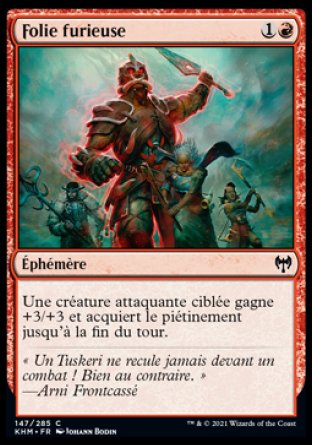 Folie furieuse
1
Éphémère
Une créature attaquante ciblée gagne
+3/+3 et acquiert le piétinement
jusqu'à la fin du tour.
« Un Tuskeri ne recule jamais devant un
combat ! Bien au contraire. »
—Arni Frontcassé
147/285 C
KHM • FR Johann Bodin
™ & © 2021 Wizards of the Coast